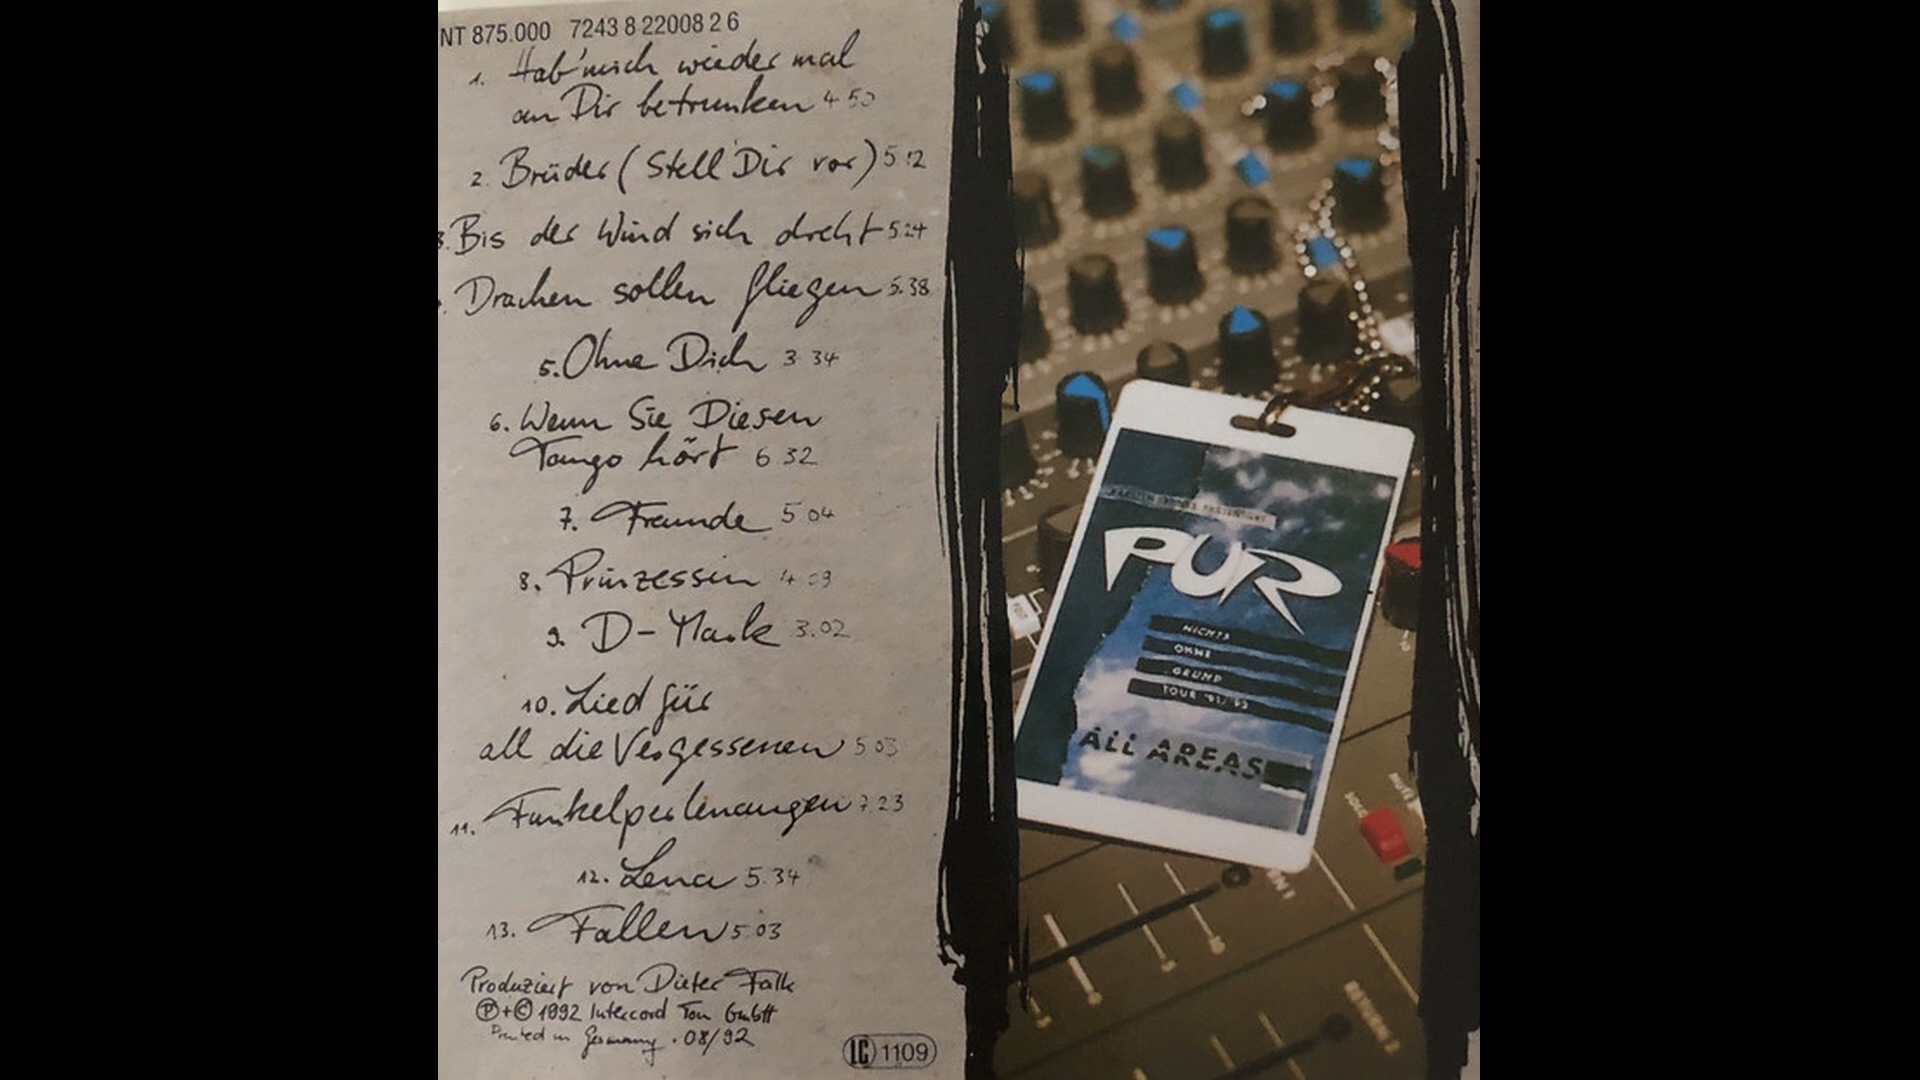 NT 875.000 7243 8 22008 2 6
1. Hab' mich wieder mal
an Dir betrunken 4 50
2. Brüder (Stell Dir vor) 5 12
3. Bis der Wind sich dreht 5 24
Drachen sollen fliegen 5.38
5. Ohne Dich 3 34
6. Wenn Sie Diesen
Tango hört 6 32
7. Freunde 5 04
8. Prinzessin 4 09
9. D-Mark 3.02
10. Lied für
all die Vergessenen 5 03
11. Funkelperlenaugen 7.23
12. Lena 5.34
13. Fallen 5 03
Produziert von Dieter Falk
℗+© 1992 Intercord Ton GmbH
Printed in Germany . 08/92
LC 1109
PUR
NICHTS
OHNE
GRUND
TOUR '91/'92
ALL AREAS